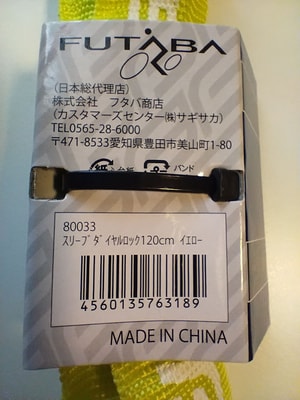 FUTABA
(日本総代理店)
株式会社 フタバ商店
(カスタマーズセンター㈱サギサカ)
TEL0565-28-6000
〒471-8533愛知県豊田市美山町1-80
台紙 バンド
80033
スリーブダイヤルロック120cm イエロー
4560135763189
MADE IN CHINA